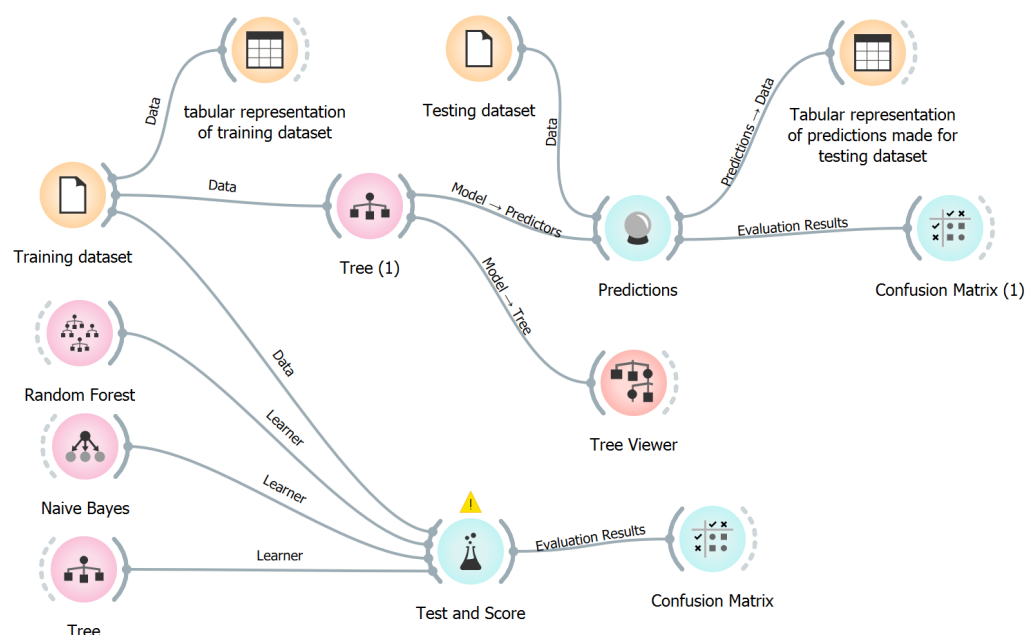 tabular representation
of training dataset
Testing dataset
Tabular representation
of predictions made for
testing dataset
Data
Data
Predictions → Data
Data
Model → Predictors
Evaluation Results
Training dataset
Tree (1)
Predictions
Confusion Matrix (1)
Model → Tree
Data
Random Forest
Learner
Tree Viewer
Naive Bayes
Learner
!
Learner
Evaluation Results
Test and Score
Confusion Matrix
Tree